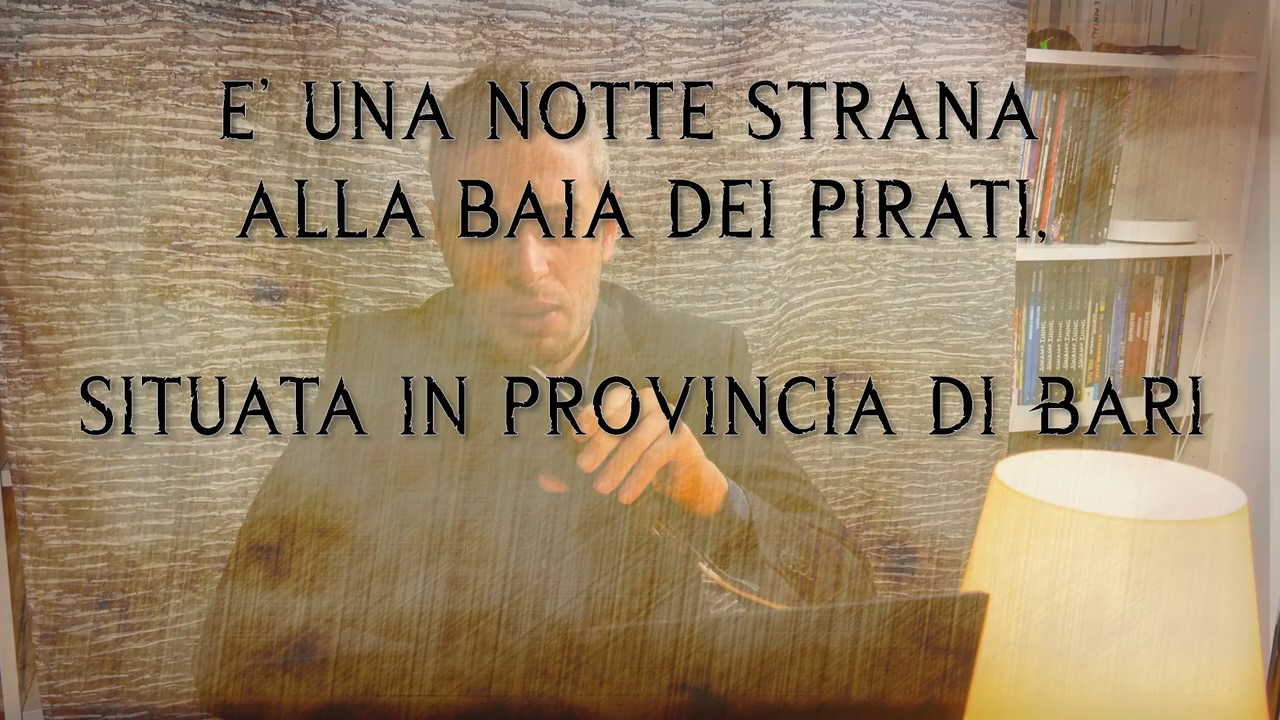 E' UNA NOTTE STRANA
ALLA BAIA DEI PIRATI,
SITUATA IN PROVINCIA DI BARI